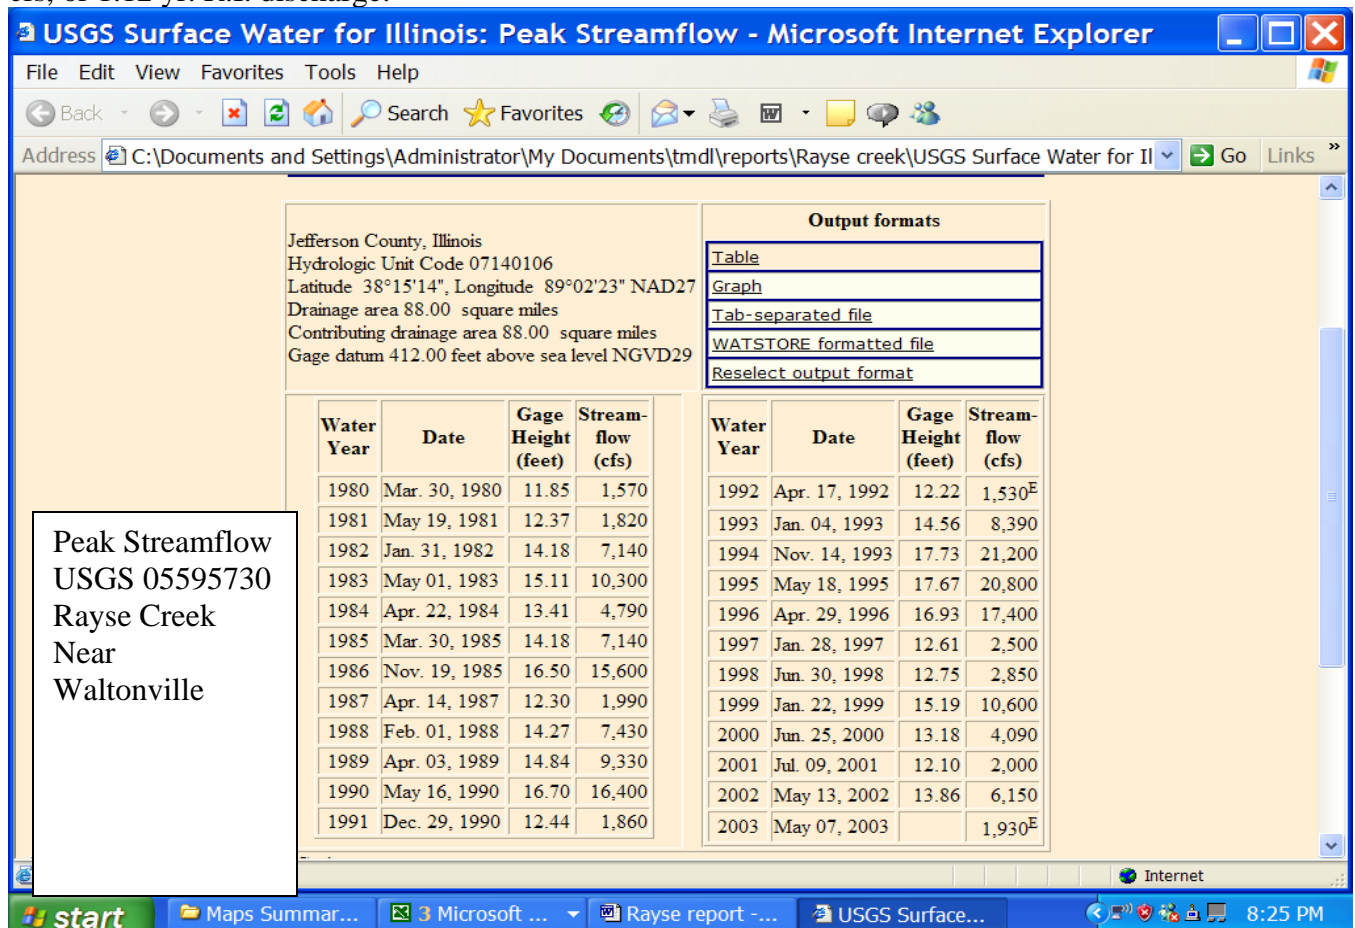 cfs, or 1.12 yr. R.I. discharge.
USGS Surface Water for Illinois: Peak Streamflow - Microsoft Internet Explorer
File Edit View Favorites Tools Help
Back Search Favorites
Address C:\Documents and Settings\Administrator\My Documents\tmdl\reports\Rayse creek\USGS Surface Water for Il Go Links »
Jefferson County, Illinois
Hydrologic Unit Code 07140106
Latitude 38°15'14", Longitude 89°02'23" NAD27
Drainage area 88.00 square miles
Contributing drainage area 88.00 square miles
Gage datum 412.00 feet above sea level NGVD29
Output formats
Table
Graph
Tab-separated file
WATSTORE formatted file
Reselect output format
Water Year Date Gage Height (feet) Stream-flow (cfs)
1980 Mar. 30, 1980 11.85 1,570
1981 May 19, 1981 12.37 1,820
1982 Jan. 31, 1982 14.18 7,140
1983 May 01, 1983 15.11 10,300
1984 Apr. 22, 1984 13.41 4,790
1985 Mar. 30, 1985 14.18 7,140
1986 Nov. 19, 1985 16.50 15,600
1987 Apr. 14, 1987 12.30 1,990
1988 Feb. 01, 1988 14.27 7,430
1989 Apr. 03, 1989 14.84 9,330
1990 May 16, 1990 16.70 16,400
1991 Dec. 29, 1990 12.44 1,860
Water Year Date Gage Height (feet) Stream-flow (cfs)
1992 Apr. 17, 1992 12.22 1,530E
1993 Jan. 04, 1993 14.56 8,390
1994 Nov. 14, 1993 17.73 21,200
1995 May 18, 1995 17.67 20,800
1996 Apr. 29, 1996 16.93 17,400
1997 Jan. 28, 1997 12.61 2,500
1998 Jun. 30, 1998 12.75 2,850
1999 Jan. 22, 1999 15.19 10,600
2000 Jun. 25, 2000 13.18 4,090
2001 Jul. 09, 2001 12.10 2,000
2002 May 13, 2002 13.86 6,150
2003 May 07, 2003 1,930E
Peak Streamflow
USGS 05595730
Rayse Creek
Near
Waltonville
Internet
start Maps Summar... 3 Microsoft ... Rayse report -... USGS Surface... 8:25 PM